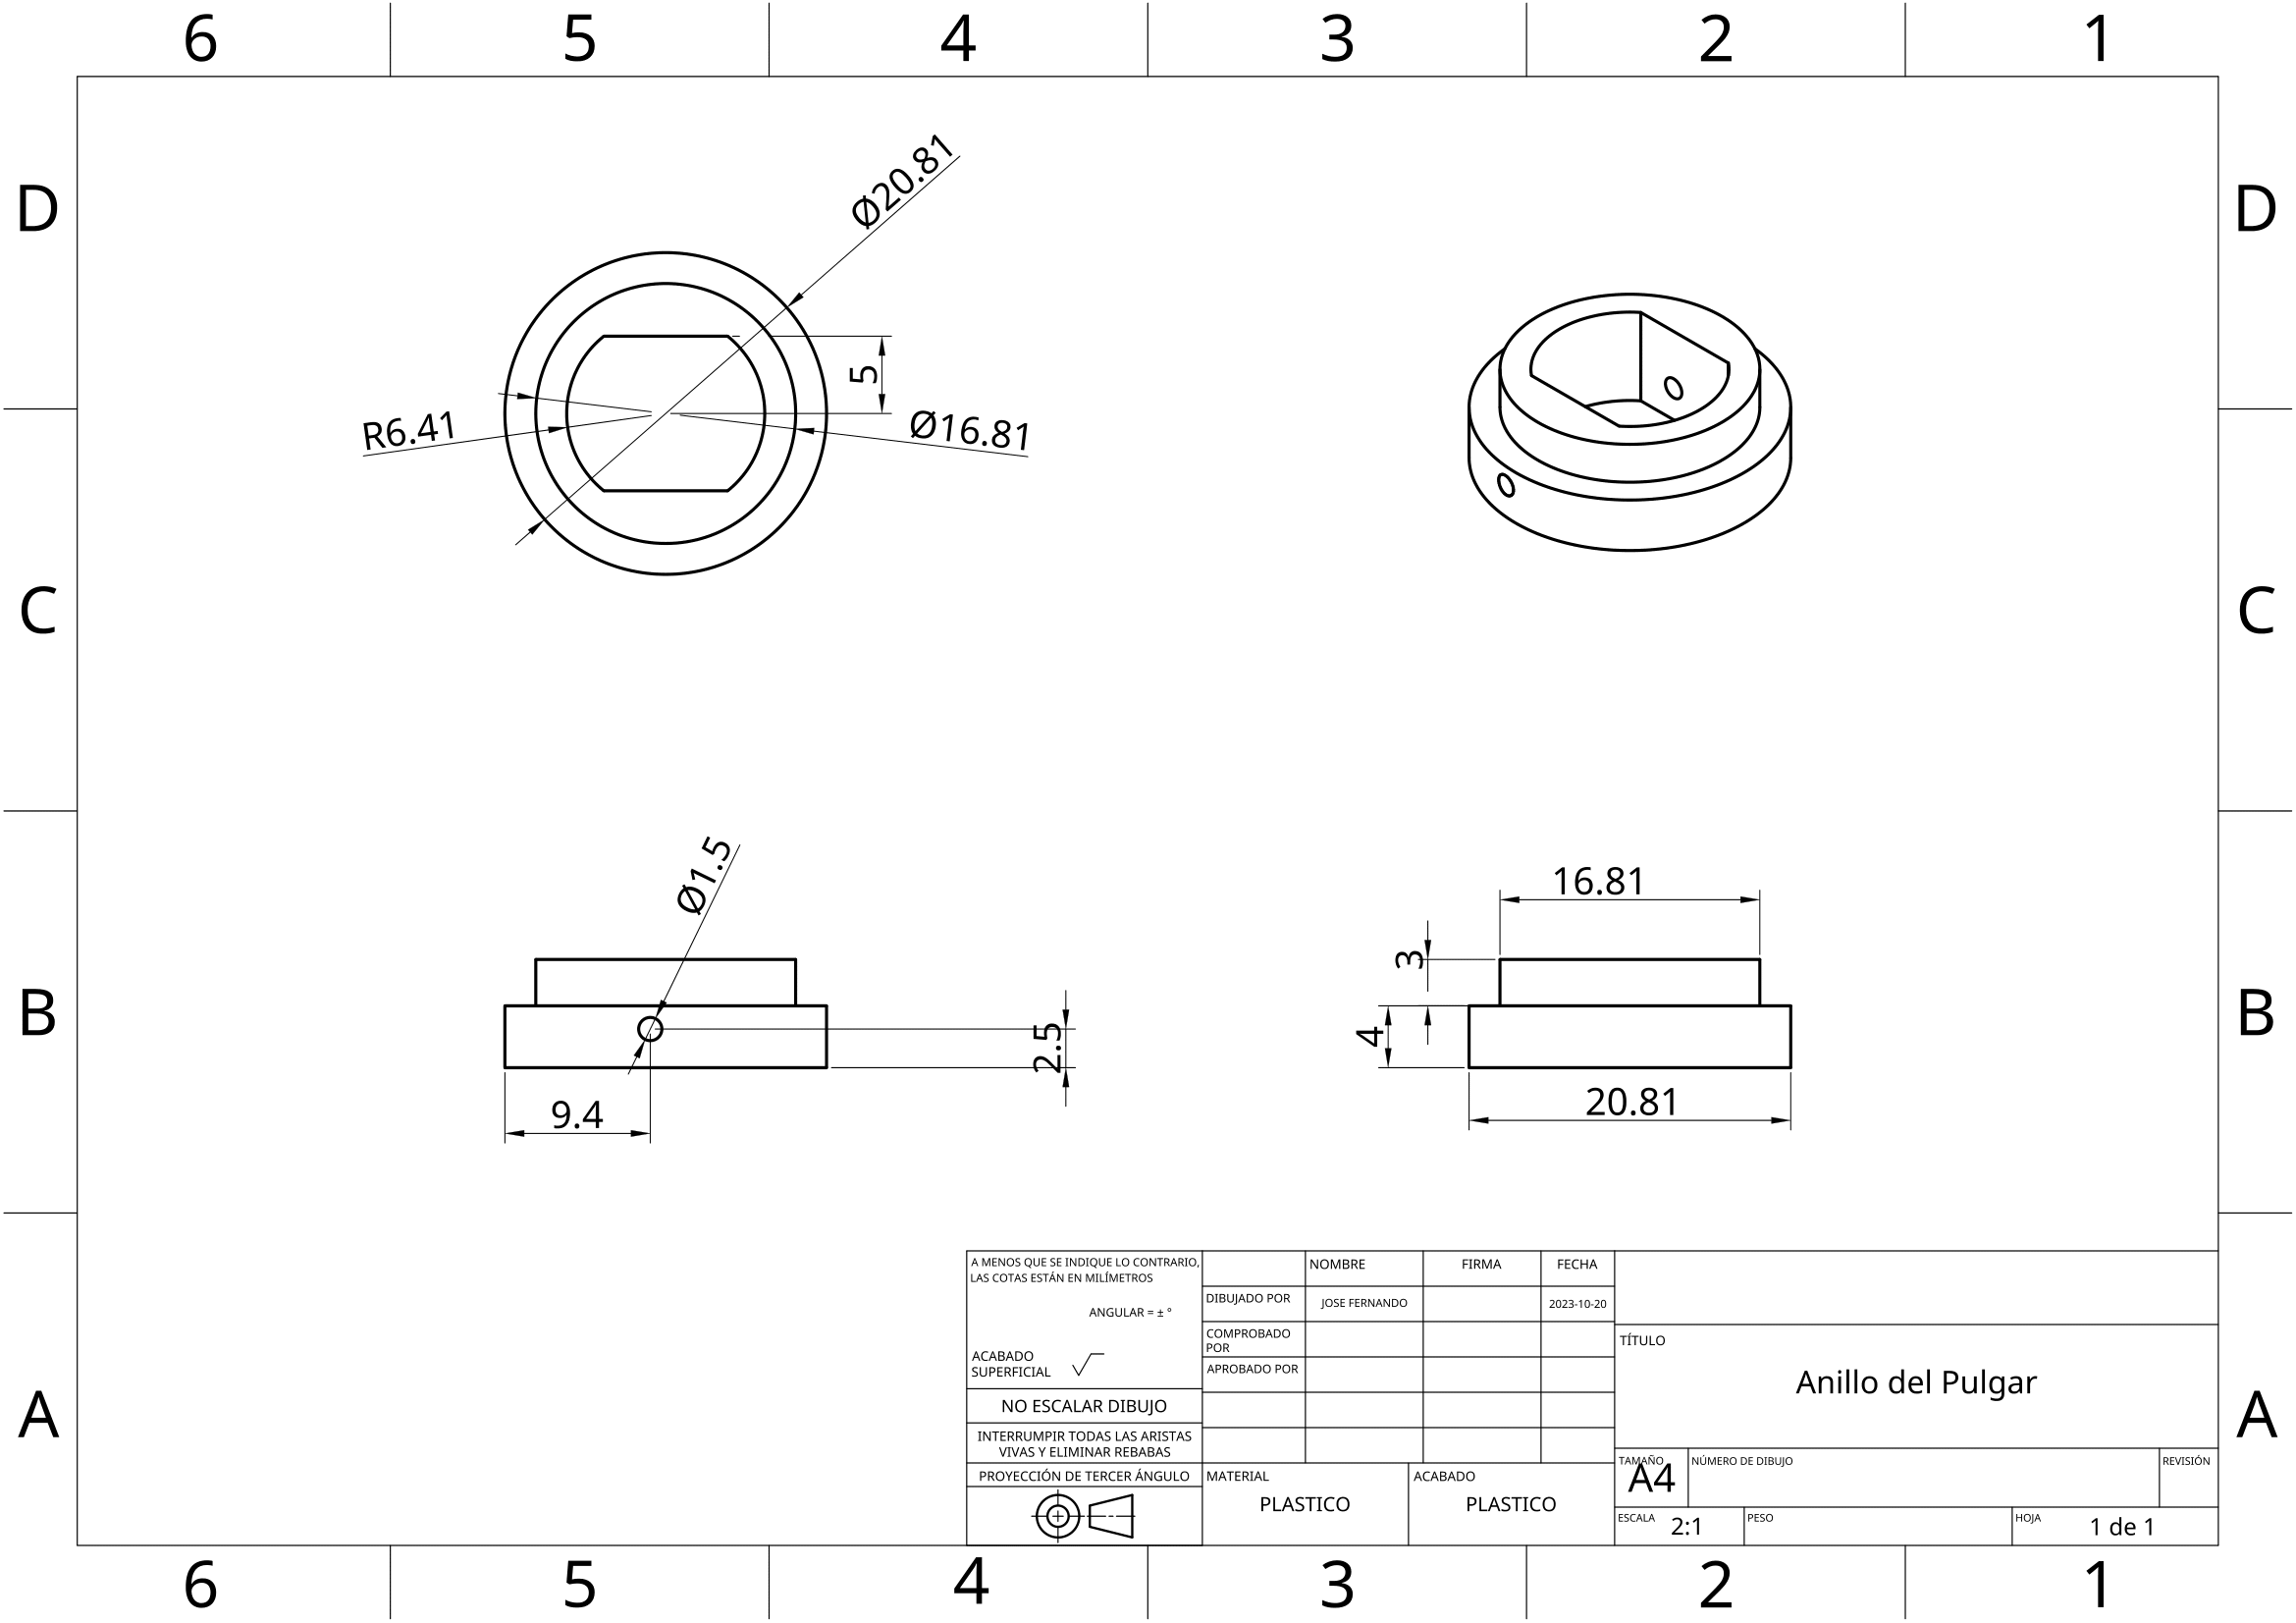 6 5 4 3 2 1
D D
Ø20.81
5
R6.41
Ø16.81
C C
Ø1.5
16.81
3
B B
2.5
4
20.81
9.4
A MENOS QUE SE INDIQUE LO CONTRARIO,
LAS COTAS ESTÁN EN MILÍMETROS
ANGULAR = ± °
ACABADO
SUPERFICIAL
NO ESCALAR DIBUJO
INTERRUMPIR TODAS LAS ARISTAS
VIVAS Y ELIMINAR REBABAS
PROYECCIÓN DE TERCER ÁNGULO
NOMBRE FIRMA FECHA
DIBUJADO POR JOSE FERNANDO 2023-10-20
COMPROBADO
POR
APROBADO POR
MATERIAL
PLASTICO
ACABADO
PLASTICO
TÍTULO
Anillo del Pulgar
TAMAÑO
A4
NÚMERO DE DIBUJO
REVISIÓN
ESCALA 2:1
PESO
HOJA 1 de 1
A A
6 5 4 3 2 1